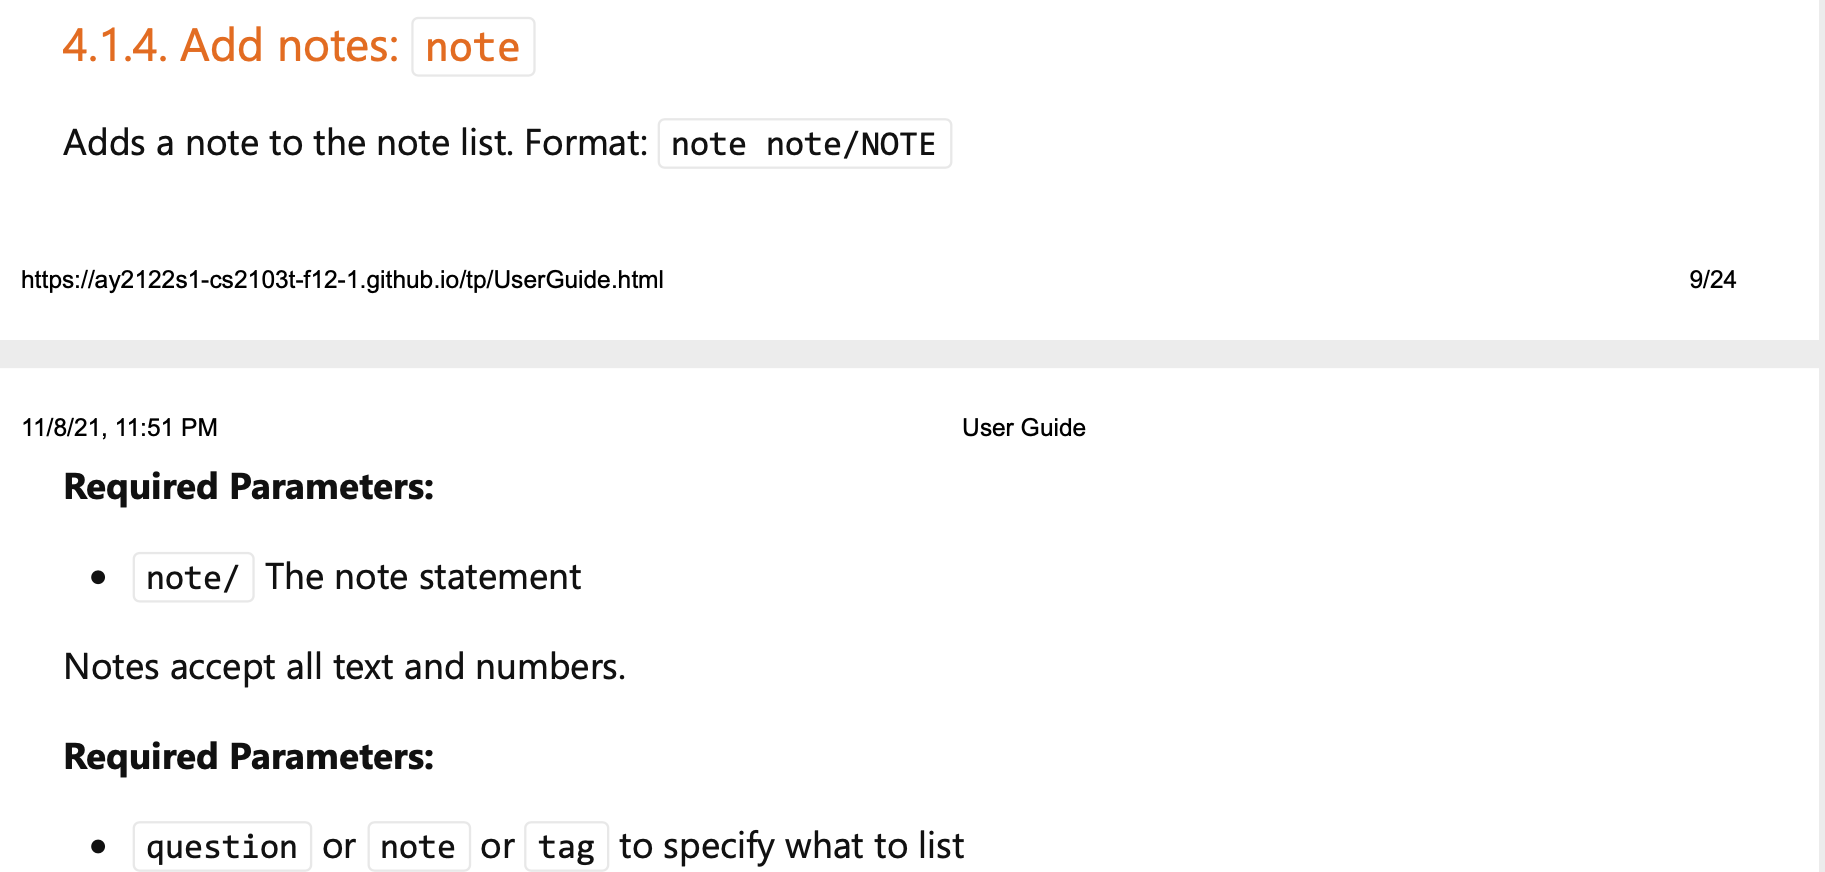 4.1.4. Add notes: note
Adds a note to the note list. Format: note note/NOTE
https://ay2122s1-cs2103t-f12-1.github.io/tp/UserGuide.html 9/24
11/8/21, 11:51 PM User Guide
Required Parameters:
• note/ The note statement
Notes accept all text and numbers.
Required Parameters:
• question or note or tag to specify what to list